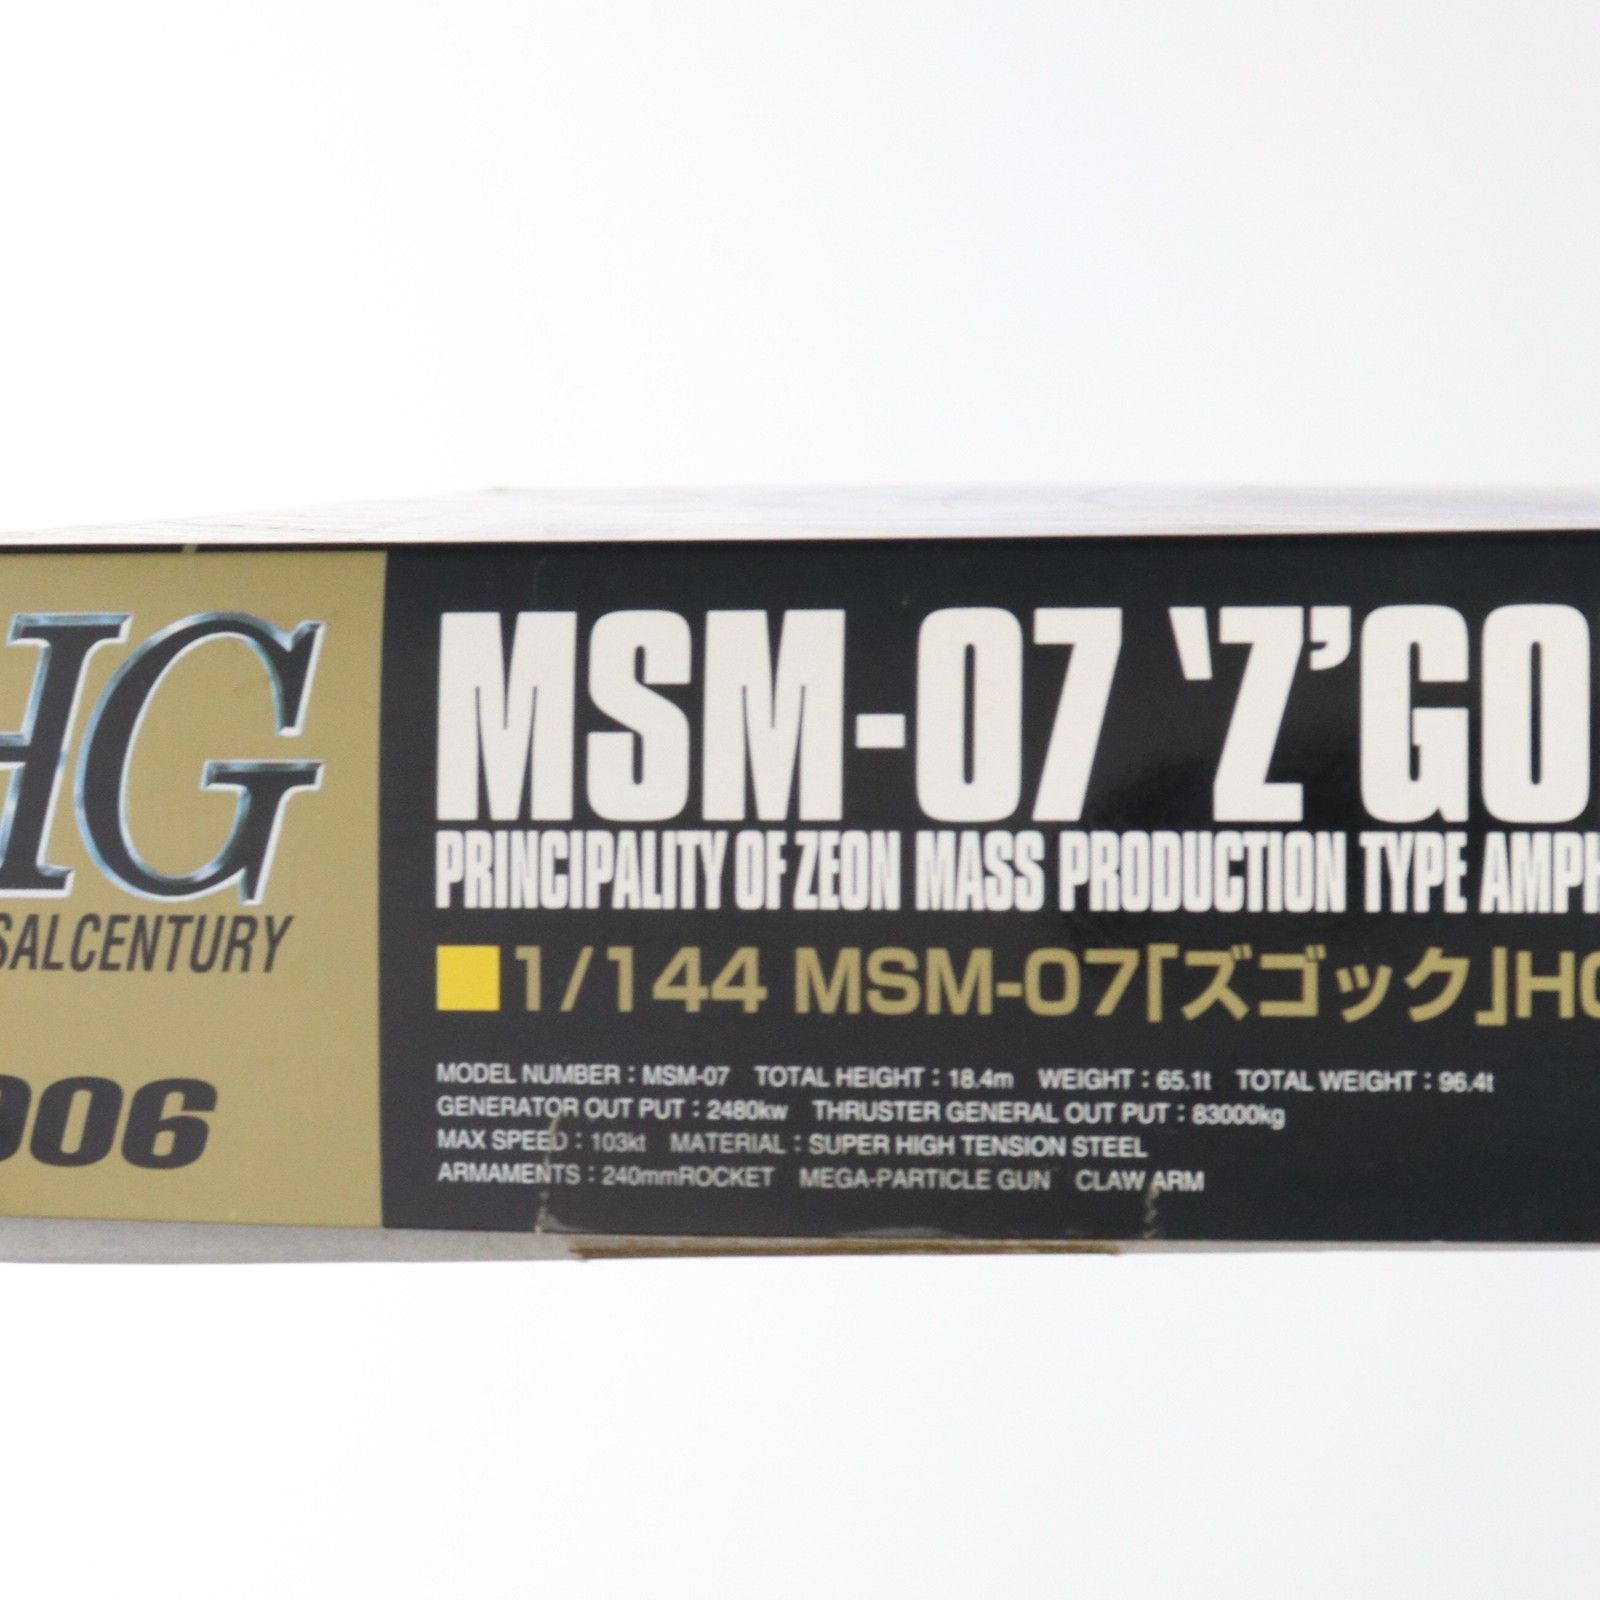 HG
SALCENTURY
006
MSM-07 'Z'GO
PRINCIPALITY OF ZEON MASS PRODUCTION TYPE AMPH
1/144 MSM-07「ズゴック」HG
MODEL NUMBER : MSM-07 TOTAL HEIGHT : 18.4m WEIGHT : 65.1t TOTAL WEIGHT : 96.4t
GENERATOR OUT PUT : 2480kw THRUSTER GENERAL OUT PUT : 83000kg
MAX SPEED : 103kt MATERIAL : SUPER HIGH TENSION STEEL
ARMAMENTS : 240mmROCKET MEGA-PARTICLE GUN CLAW ARM